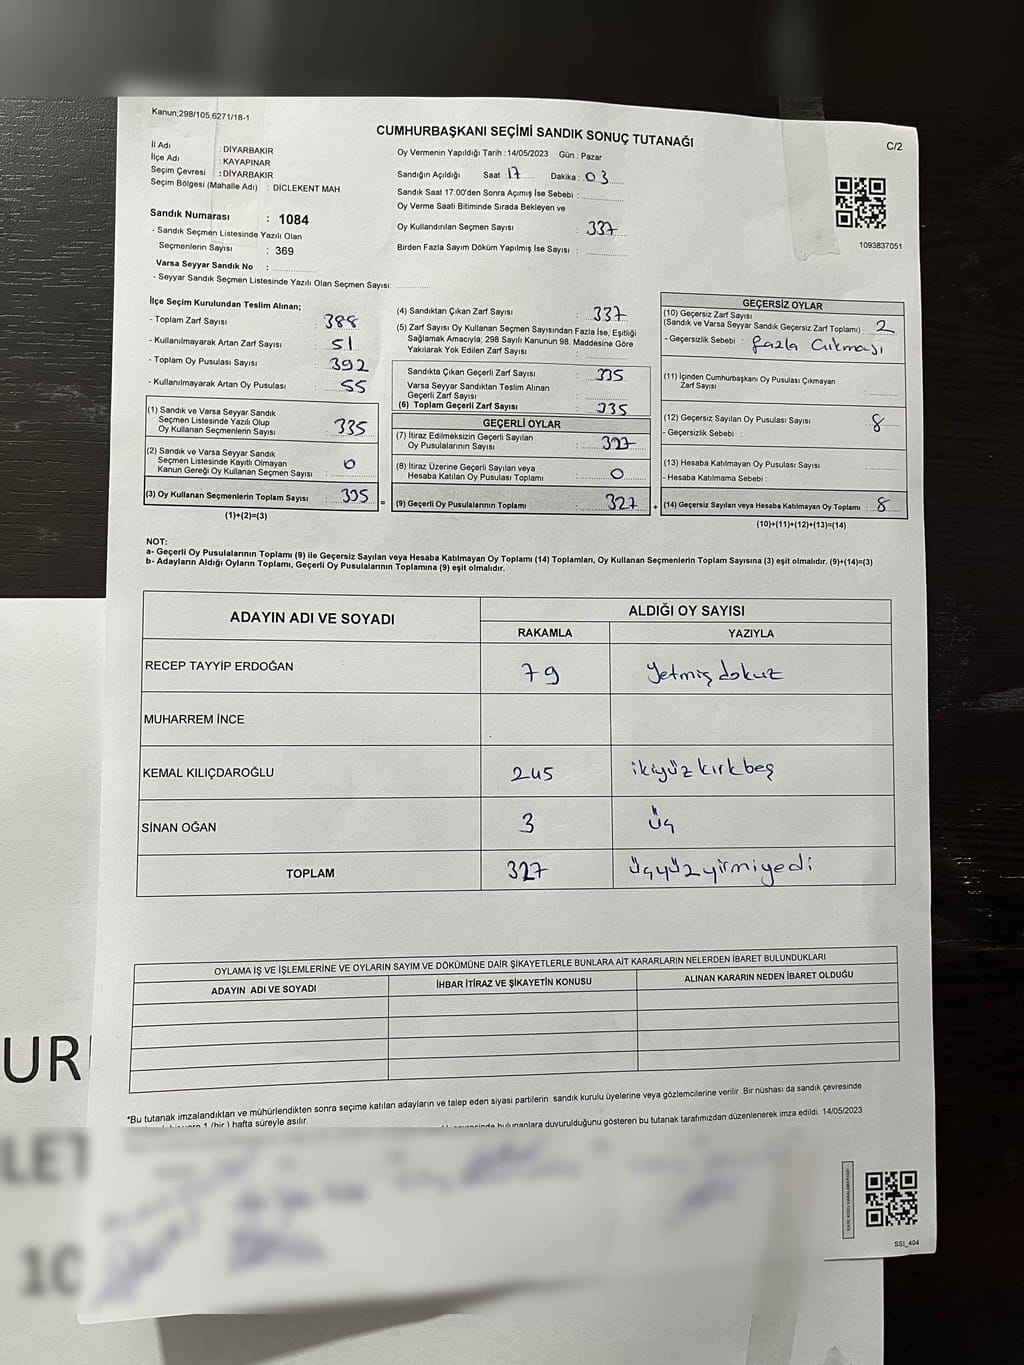 Kanun;298/105,6271/18-1
CUMHURBAŞKANI SEÇİMİ SANDIK SONUÇ TUTANAĞI
C/2
İl Adı : DİYARBAKIR
İlçe Adı : KAYAPINAR
Seçim Çevresi : DİYARBAKIR
Seçim Bölgesi (Mahalle Adı) : DİCLEKENT MAH.
Sandık Numarası : 1084
- Sandık Seçmen Listesinde Yazılı Olan
Seçmenlerin Sayısı : 369
Varsa Seyyar Sandık No :
- Seyyar Sandık Seçmen Listesinde Yazılı Olan Seçmen Sayısı:
Oy Vermenin Yapıldığı Tarih : 14/05/2023 Gün : Pazar
Sandığın Açıldığı Saat 17 Dakika : 03
Sandık Saat 17:00'den Sonra Açımış İse Sebebi :
Oy Verme Saati Bitiminde Sırada Bekleyen ve
Oy Kullandırılan Seçmen Sayısı : 337
Birden Fazla Sayım Döküm Yapılmış İse Sayısı :
1093837051
İlçe Seçim Kurulundan Teslim Alınan;
- Toplam Zarf Sayısı : 388
- Kullanılmayarak Artan Zarf Sayısı : 51
- Toplam Oy Pusulası Sayısı : 392
- Kullanılmayarak Artan Oy Pusulası : 55
(1) Sandık ve Varsa Seyyar Sandık
Seçmen Listesinde Yazılı Olup
Oy Kullanan Seçmenlerin Sayısı : 335
(2) Sandık ve Varsa Seyyar Sandık
Seçmen Listesinde Kayıtlı Olmayan
Kanun Gereği Oy Kullanan Seçmen Sayısı : 0
(3) Oy Kullanan Seçmenlerin Toplam Sayısı : 335
(1)+(2)=(3)
(4) Sandıktan Çıkan Zarf Sayısı : 337
(5) Zarf Sayısı Oy Kullanan Seçmen Sayısından Fazla İse, Eşitliği
Sağlamak Amacıyla; 298 Sayılı Kanunun 98. Maddesine Göre
Yakılarak Yok Edilen Zarf Sayısı :
Sandıkta Çıkan Geçerli Zarf Sayısı : 335
Varsa Seyyar Sandıktan Teslim Alınan
Geçerli Zarf Sayısı :
(6) Toplam Geçerli Zarf Sayısı : 335
GEÇERLİ OYLAR
(7) İtiraz Edilmeksizin Geçerli Sayılan
Oy Pusulalarının Sayısı : 327
(8) İtiraz Üzerine Geçerli Sayılan veya
Hesaba Katılan Oy Pusulası Toplamı : 0
= (9) Geçerli Oy Pusulalarının Toplamı : 327 +
GEÇERSİZ OYLAR
(10) Geçersiz Zarf Sayısı
(Sandık ve Varsa Seyyar Sandık Geçersiz Zarf Toplamı) : 2
- Geçersizlik Sebebi : fazla Çıkması
(11) İçinden Cumhurbaşkanı Oy Pusulası Çıkmayan
Zarf Sayısı :
(12) Geçersiz Sayılan Oy Pusulası Sayısı : 8
- Geçersizlik Sebebi :
(13) Hesaba Katılmayan Oy Pusulası Sayısı :
- Hesaba Katılmama Sebebi :
(14) Geçersiz Sayılan veya Hesaba Katılmayan Oy Toplamı : 8
(10)+(11)+(12)+(13)=(14)
NOT:
a- Geçerli Oy Pusulalarının Toplamı (9) ile Geçersiz Sayılan veya Hesaba Katılmayan Oy Toplamı (14) Toplamları, Oy Kullanan Seçmenlerin Toplam Sayısına (3) eşit olmalıdır. (9)+(14)=(3)
b- Adayların Aldığı Oyların Toplamı, Geçerli Oy Pusulalarının Toplamına (9) eşit olmalıdır.
ADAYIN ADI VE SOYADI ALDIĞI OY SAYISI
RAKAMLA YAZIYLA
RECEP TAYYİP ERDOĞAN 79 Yetmiş dokuz
MUHARREM İNCE
KEMAL KILIÇDAROĞLU 245 ikiyüz kırk beş
SİNAN OĞAN 3 üç
TOPLAM 327 üçyüz yirmiyedi
OYLAMA İŞ VE İŞLEMLERİNE VE OYLARIN SAYIM VE DÖKÜMÜNE DAİR ŞİKAYETLERLE BUNLARA AİT KARARLARIN NELERDEN İBARET BULUNDUKLARI
ADAYIN ADI VE SOYADI İHBAR İTİRAZ VE ŞİKAYETİN KONUSU ALINAN KARARIN NEDEN İBARET OLDUĞU
*Bu tutanak imzalandıktan ve mühürlendikten sonra seçime katılan adayların ve talep eden siyasi partilerin sandık kurulu üyelerine veya gözlemcilerine verilir. Bir nüshası da sandık çevresinde
1 (bir) hafta süreyle asılır.
bulunanlara duyurulduğunu gösteren bu tutanak tarafımızdan düzenlenerek imza edildi. 14/05/2023
UR
LET
10
SSI_404